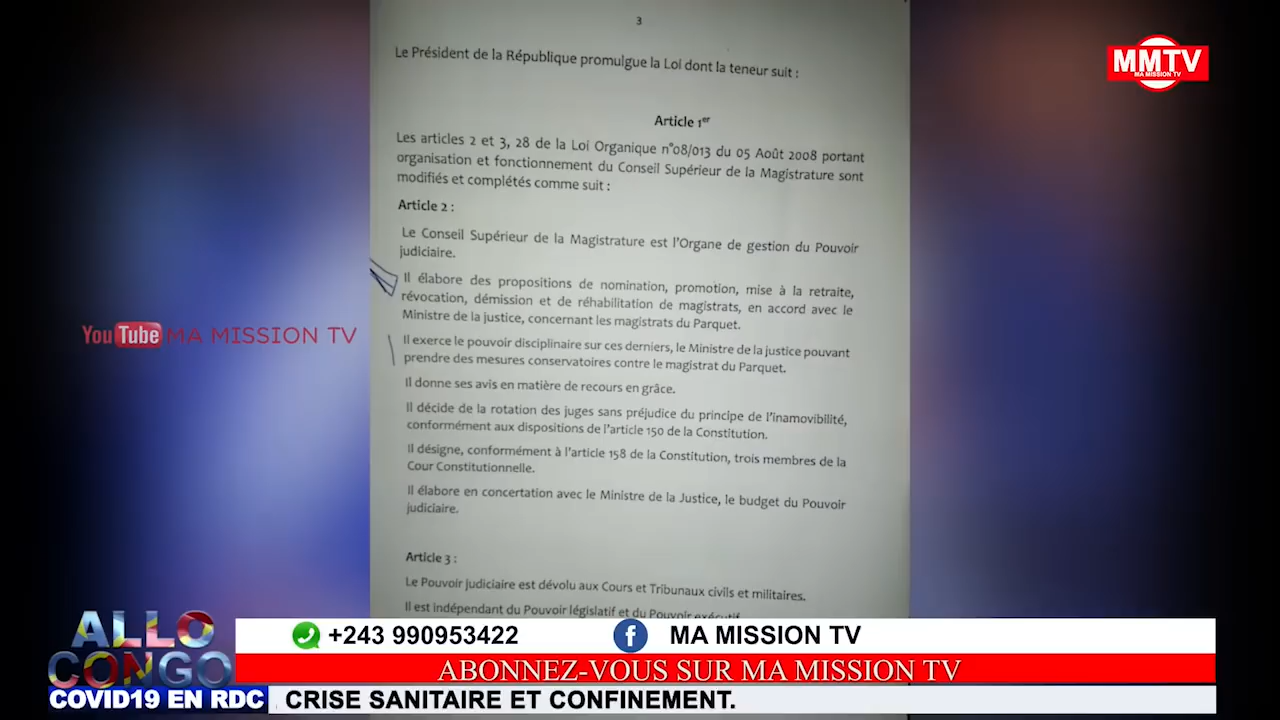 3
Le Président de la République promulgue la Loi dont la teneur suit :
MMTV
MA MISSION TV
Article 1er
Les articles 2 et 3, 28 de la Loi Organique n°08/013 du 05 Août 2008 portant
organisation et fonctionnement du Conseil Supérieur de la Magistrature sont
modifiés et complétés comme suit :
Article 2 :
Le Conseil Supérieur de la Magistrature est l'Organe de gestion du Pouvoir
judiciaire.
Il élabore des propositions de nomination, promotion, mise à la retraite,
révocation, démission et de réhabilitation de magistrats, en accord avec le
Ministre de la justice, concernant les magistrats du Parquet.
YouTube MA MISSION TV
Il exerce le pouvoir disciplinaire sur ces derniers, le Ministre de la justice pouvant
prendre des mesures conservatoires contre le magistrat du Parquet.
Il donne ses avis en matière de recours en grâce.
Il décide de la rotation des juges sans préjudice du principe de l'inamovibilité,
conformément aux dispositions de l'article 150 de la Constitution.
Il désigne, conformément à l'article 158 de la Constitution, trois membres de la
Cour Constitutionnelle.
Il élabore en concertation avec le Ministre de la Justice, le budget du Pouvoir
judiciaire.
Article 3 :
Le Pouvoir judiciaire est dévolu aux Cours et Tribunaux civils et militaires.
Il est indépendant du Pouvoir législatif et du Pouvoir exécutif
ALLO
CONGO
+243 990953422
MA MISSION TV
ABONNEZ-VOUS SUR MA MISSION TV
COVID19 EN RDC
CRISE SANITAIRE ET CONFINEMENT.